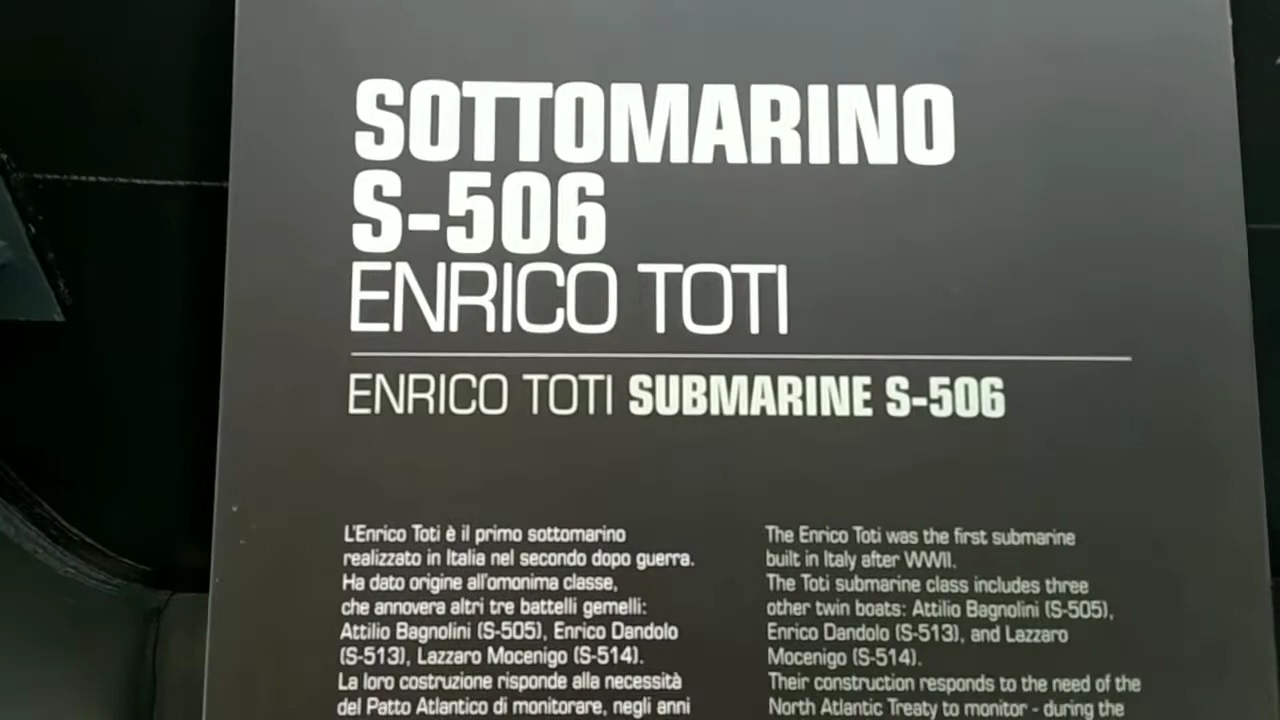 SOTTOMARINO
S-506
ENRICO TOTI
ENRICO TOTI SUBMARINE S-506
L'Enrico Toti è il primo sottomarino
realizzato in Italia nel secondo dopo guerra.
Ha dato origine all'omonima classe,
che annovera altri tre battelli gemelli:
Attilio Bagnolini (S-505), Enrico Dandolo
(S-513), Lazzaro Mocenigo (S-514).
La loro costruzione risponde alla necessità
del Patto Atlantico di monitorare, negli anni
The Enrico Toti was the first submarine
built in Italy after WWII.
The Toti submarine class includes three
other twin boats: Attilio Bagnolini (S-505),
Enrico Dandolo (S-513), and Lazzaro
Mocenigo (S-514).
Their construction responds to the need of the
North Atlantic Treaty to monitor - during the